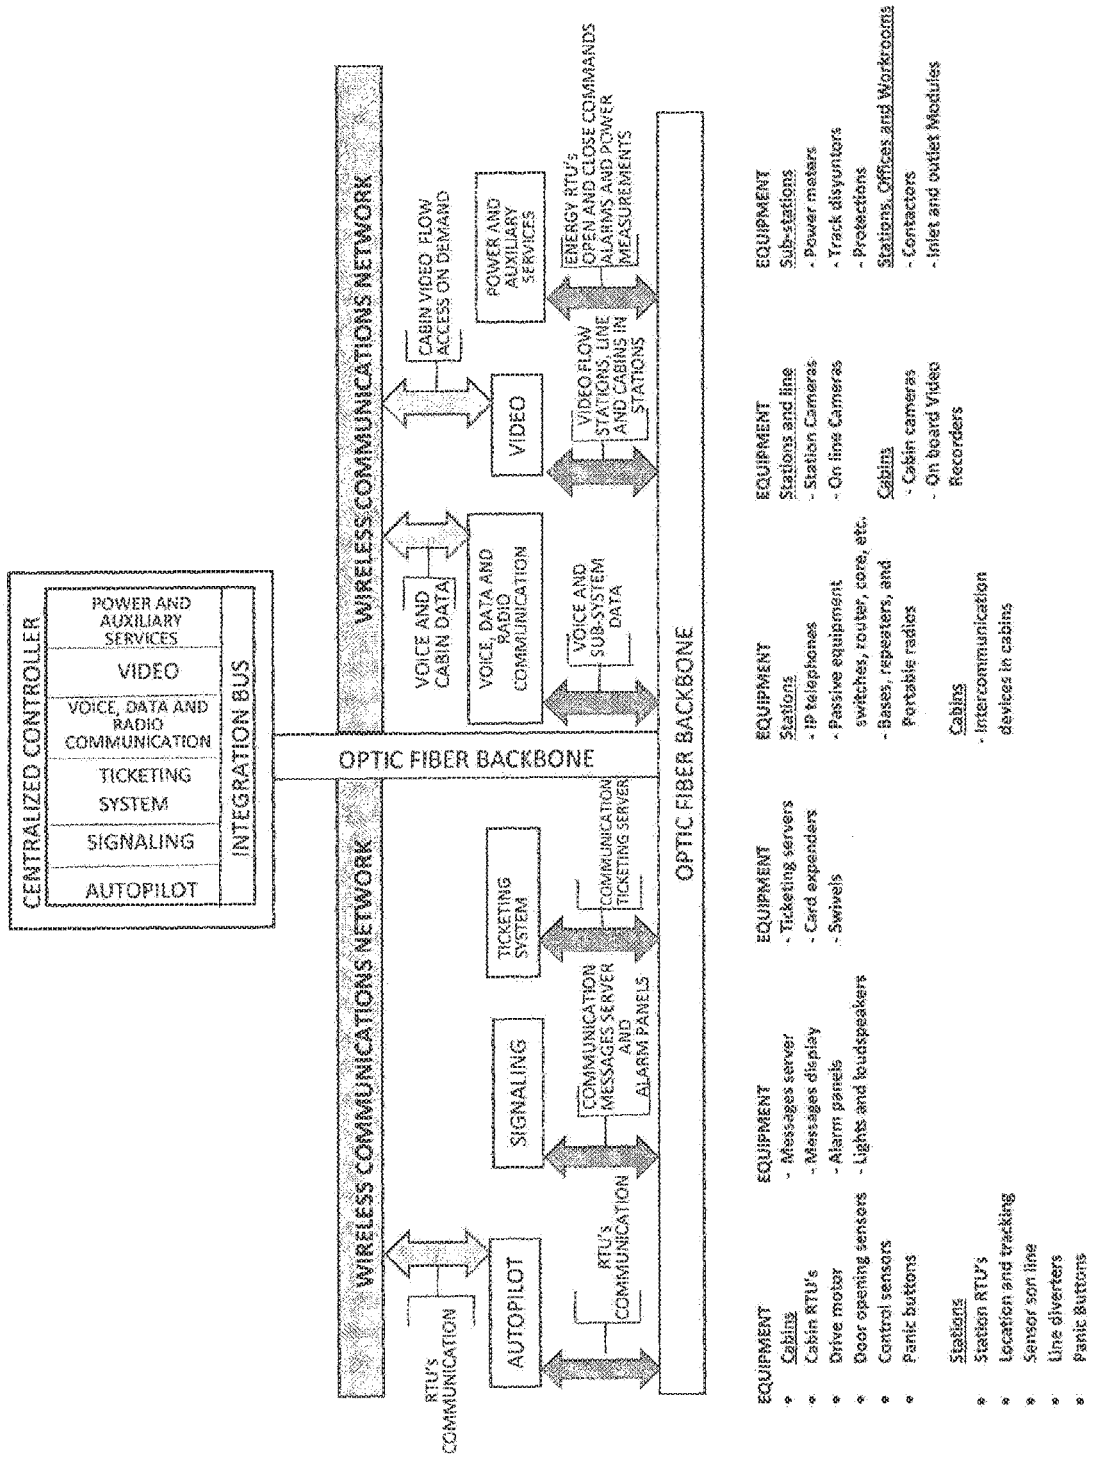 CENTRALIZED CONTROLLER
AUTOPILOT
SIGNALING
TICKETING
SYSTEM
VOICE, DATA AND
RADIO
COMMUNICATION
VIDEO
POWER AND
AUXILIARY
SERVICES
INTEGRATION BUS
WIRELESS COMMUNICATIONS NETWORK
WIRELESS COMMUNICATIONS NETWORK
OPTIC FIBER BACKBONE
RTU's
COMMUNICATION
VOICE AND
CABIN DATA
CABIN VIDEO FLOW
ACCESS ON DEMAND
AUTOPILOT
SIGNALING
TICKETING
SYSTEM
VOICE, DATA AND
RADIO
COMMUNICATION
VIDEO
POWER AND
AUXILIARY
SERVICES
RTU's
COMMUNICATION
COMMUNICATION
MESSAGES SERVER
AND
ALARM PANELS
COMMUNICATION
TICKETING SERVER
VOICE AND
SUB-SYSTEM
DATA
VIDEO FLOW
STATIONS, LINE
AND CABINS IN
STATIONS
ENERGY RTU's
OPEN AND CLOSE COMMANDS
ALARMS AND POWER
MEASUREMENTS
OPTIC FIBER BACKBONE
EQUIPMENT
• Cabins
• Cabin RTU's
• Drive motor
• Door opening sensors
• Control sensors
• Panic buttons
Stations
• Station RTU's
• Location and tracking
• Sensor son line
• Line diverters
• Panic Buttons
EQUIPMENT
- Messages server
- Messages display
- Alarm panels
- Lights and loudspeakers
EQUIPMENT
- Ticketing servers
- Card expenders
- Swivels
EQUIPMENT
Stations
- IP telephones
- Passive equipment
switches, router, core, etc.
- Bases, repeaters, and
Portable radios
Cabins
- Intercommunication
devices in cabins
EQUIPMENT
Stations and line
- Station Cameras
- On line Cameras
Cabins
- Cabin cameras
- On board Video
Recorders
EQUIPMENT
Sub-stations
- Power meters
- Track disyuntors
- Protections
Stations, Offices and Workrooms
- Contactors
- Inlet and outlet Modules